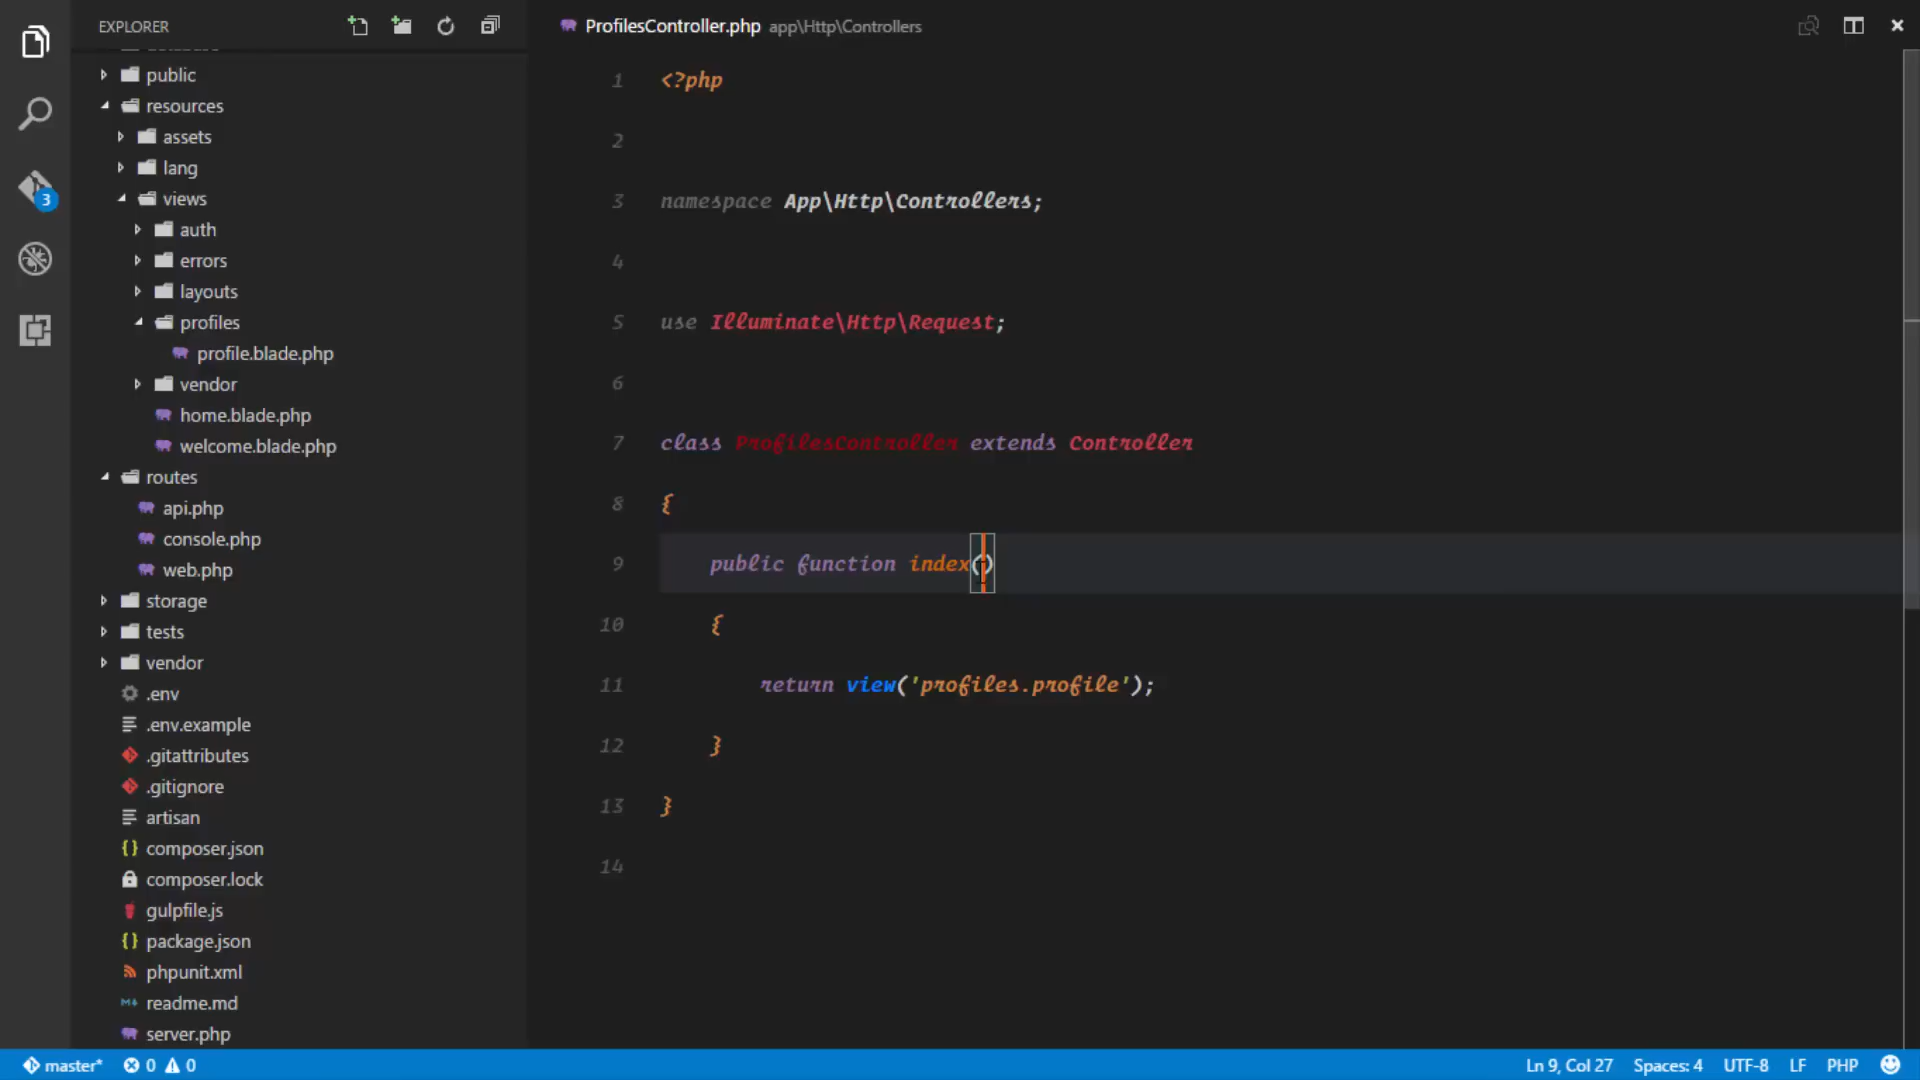 EXPLORER
public
resources
assets
lang
views
auth
errors
layouts
profiles
profile.blade.php
vendor
home.blade.php
welcome.blade.php
routes
api.php
console.php
web.php
storage
tests
vendor
.env
.env.example
.gitattributes
.gitignore
artisan
{} composer.json
composer.lock
gulpfile.js
{} package.json
phpunit.xml
M↓ readme.md
server.php
3
ProfilesController.php app\Http\Controllers
1 <?php
2
3 namespace App\Http\Controllers;
4
5 use Illuminate\Http\Request;
6
7 class ProfilesController extends Controller
8 {
9 public function index()
10 {
11 return view('profiles.profile');
12 }
13 }
14
master* 0 0 Ln 9, Col 27 Spaces: 4 UTF-8 LF PHP